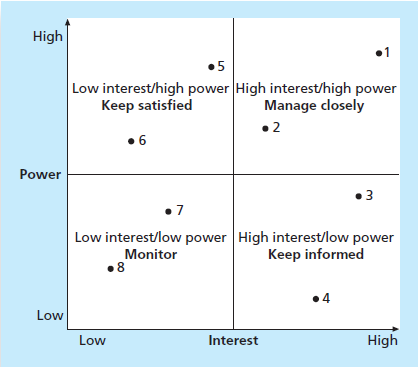 High
1
5
Low interest/high power
Keep satisfied
High interest/high power
Manage closely
2
6
Power
3
7
Low interest/low power
Monitor
High interest/low power
Keep informed
8
4
Low
Low
Interest
High